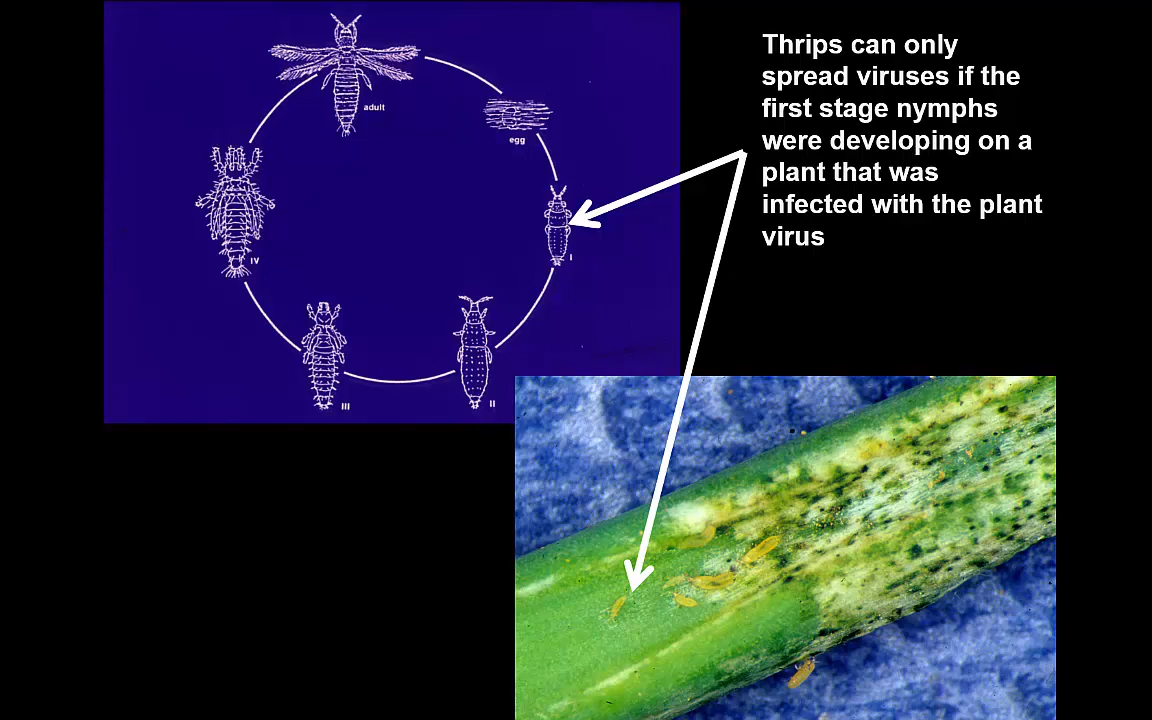 Thrips can only
spread viruses if the
first stage nymphs
were developing on a
plant that was
infected with the plant
virus
adult
egg
I
II
III
IV